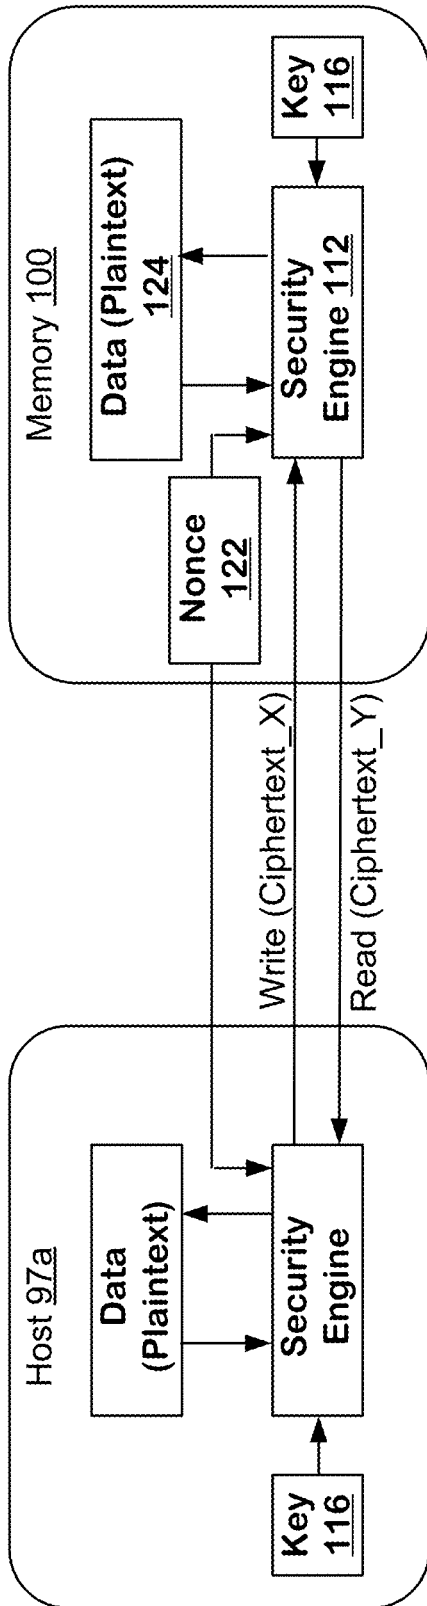 Host 97a
Data
(Plaintext)
Key
116
Security
Engine
Write (Ciphertext_X)
Read (Ciphertext_Y)
Memory 100
Nonce
122
Data (Plaintext)
124
Security
Engine 112
Key
116